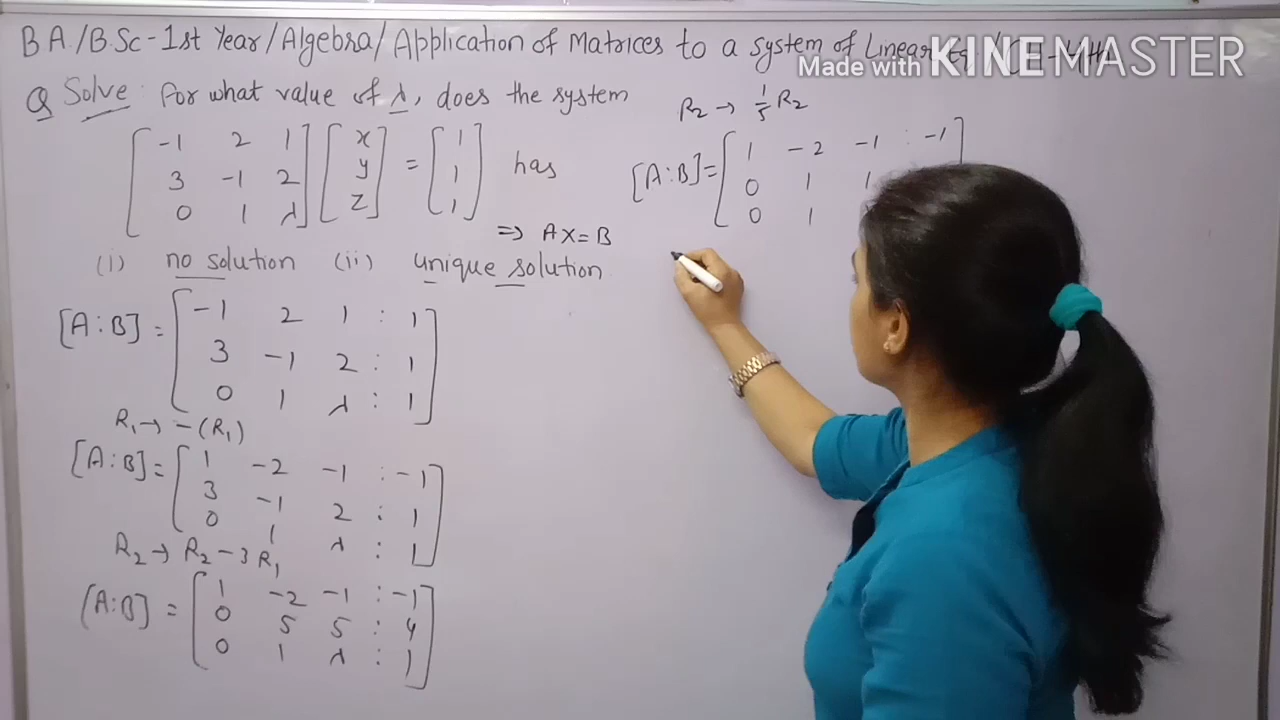 BA./B.Sc-1st Year/Algebra/Application of Matrices to a System of Linear
Made with KINEMASTER
Q Solve: For what value of λ, does the system
[ -1 2 1 ] [ x ] = [ 1 ]
[ 3 -1 2 ] [ y ] [ 1 ] has
[ 0 1 λ ] [ z ] [ 1 ]
⇒ AX = B
(i) no solution (ii) unique solution
[A:B] = [ -1 2 1 : 1 ]
[ 3 -1 2 : 1 ]
[ 0 1 λ : 1 ]
R₁ → -(R₁)
[A:B] = [ 1 -2 -1 : -1 ]
[ 3 -1 2 : 1 ]
[ 0 1 λ : 1 ]
R₂ → R₂ - 3R₁
[A:B] = [ 1 -2 -1 : -1 ]
[ 0 5 5 : 4 ]
[ 0 1 λ : 1 ]
R₂ → 1/5 R₂
[A:B] = [ 1 -2 -1 : -1 ]
0 1 1
0 1